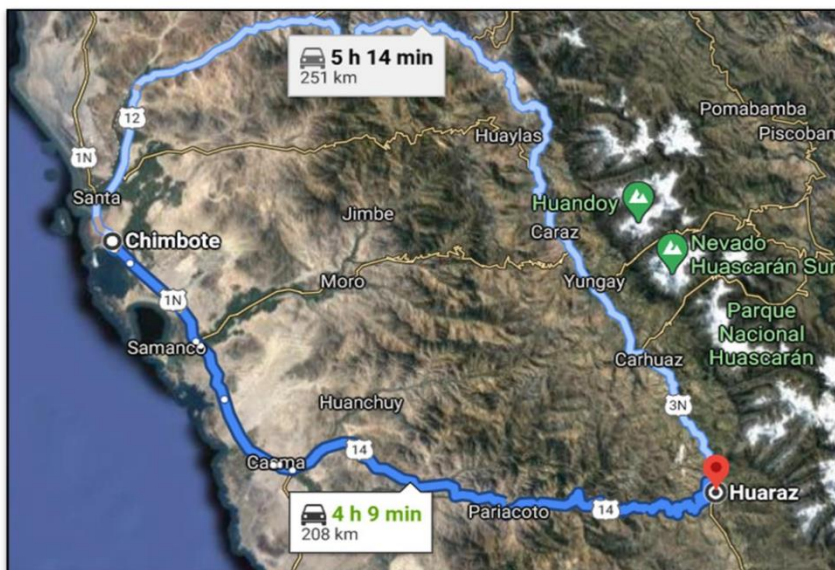 5 h 14 min
251 km
12
Pomabamba
Piscoban
1N
Huaylas
Santa
Huandoy
Jimbe
Chimbote
Caraz
Nevado
Huascarán Sur
Moro
Yungay
1N
Parque
Nacional
Huascarán
Samanco
Carhuaz
Huanchuy
3N
14
Casma
Huaraz
4 h 9 min
208 km
Pariacoto
14